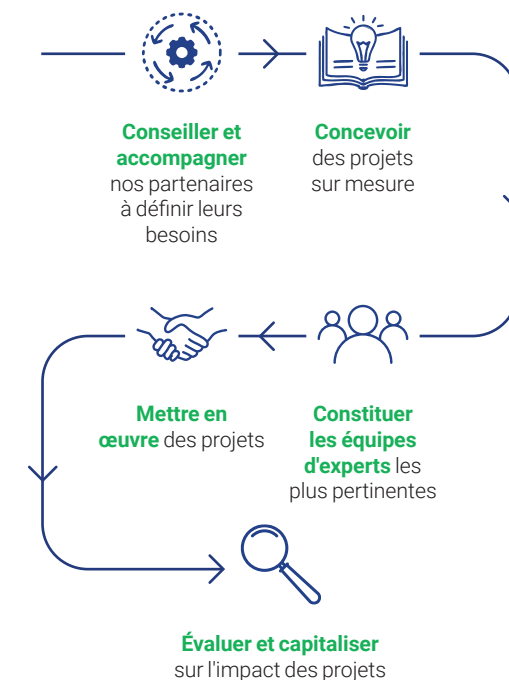 Conseiller et
accompagner
nos partenaires
à définir leurs
besoins
Concevoir
des projets
sur mesure
Constituer
les équipes
d'experts les
plus pertinentes
Mettre en
œuvre des projets
Évaluer et capitaliser
sur l'impact des projets